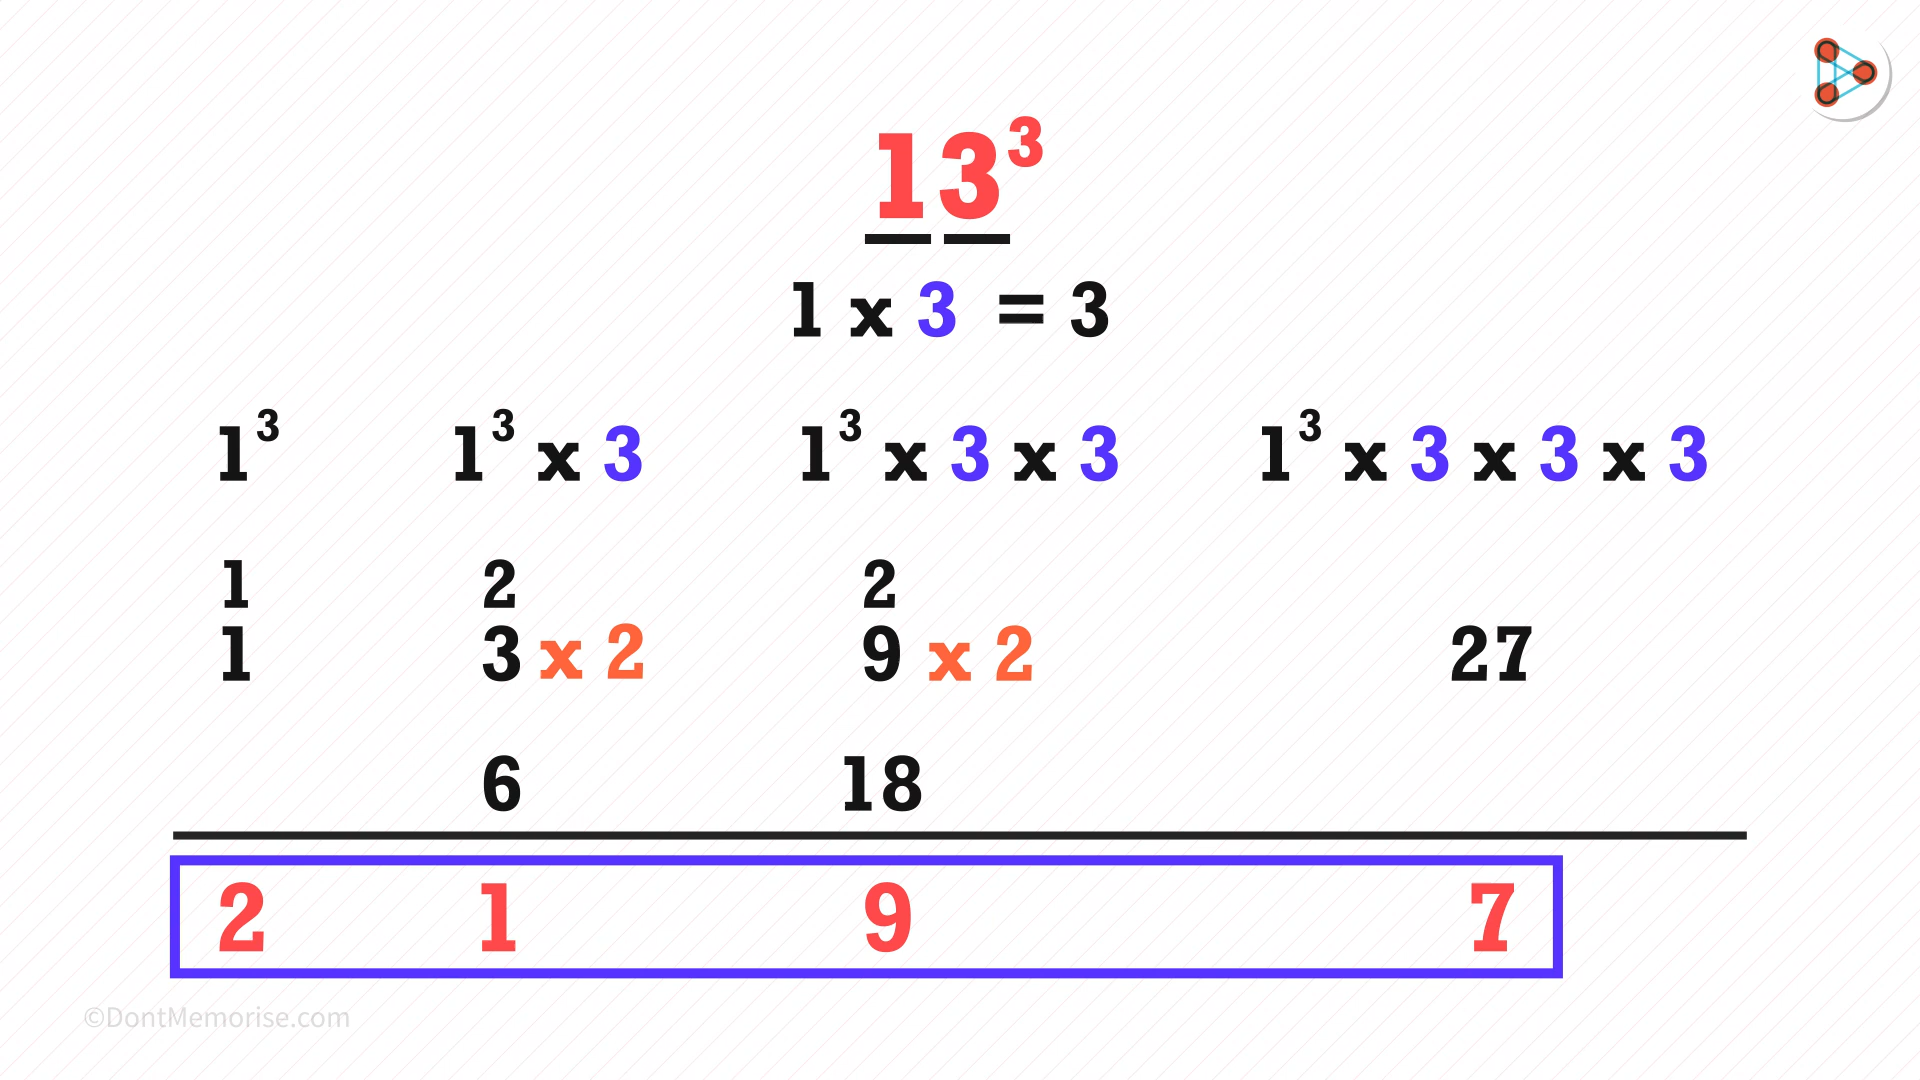 13³
1 x 3 = 3
1³ 1³ x 3 1³ x 3 x 3 1³ x 3 x 3 x 3
1 2 2
1 3 x 2 9 x 2 27
6 18
2 1 9 7
©DontMemorise.com